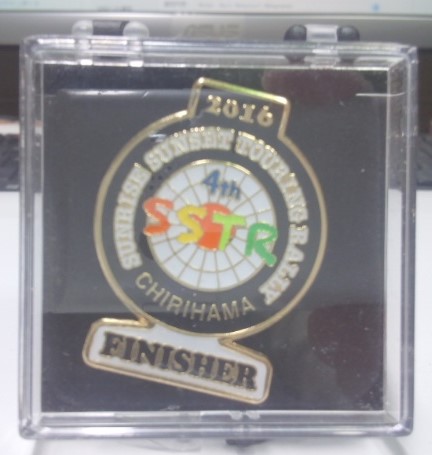 2016
SUNRISE SUNSET TOURING RALLY
4th
SSTR
CHIRIHAMA
FINISHER